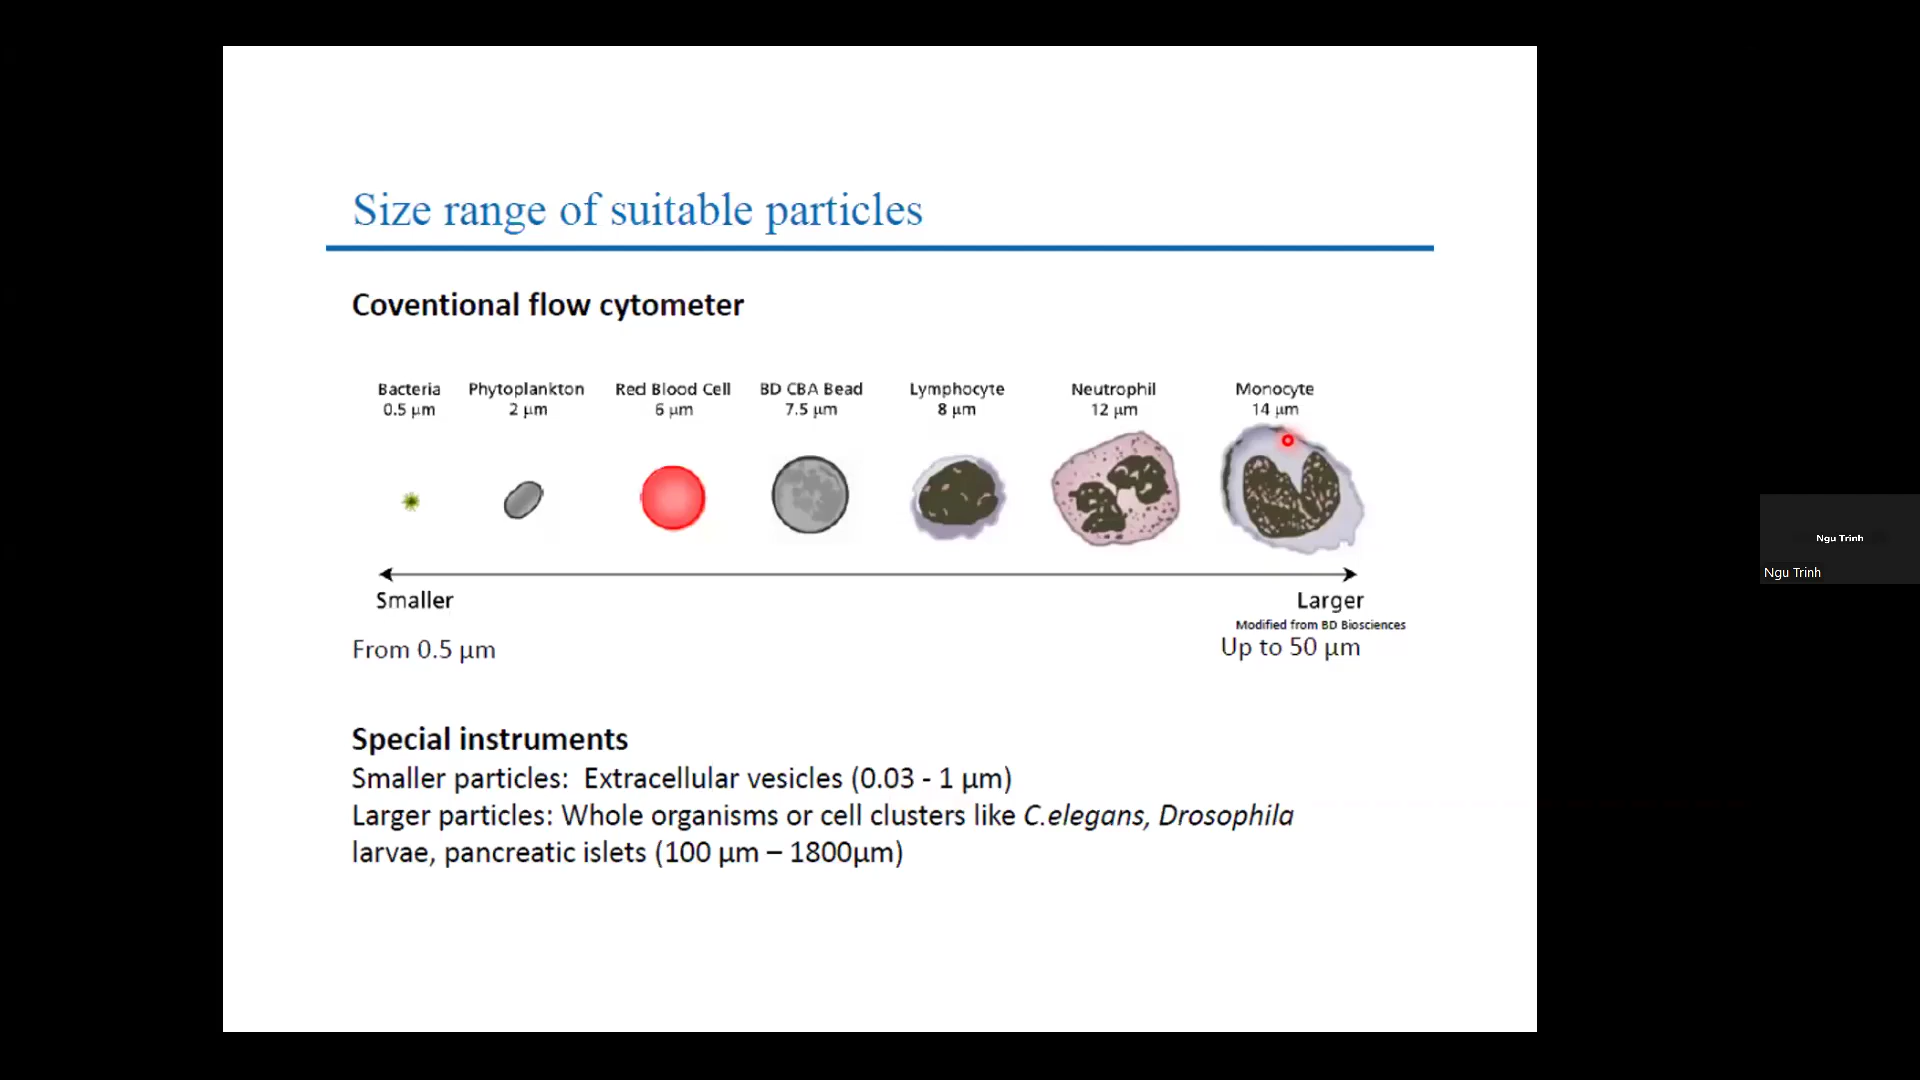 Size range of suitable particles
Coventional flow cytometer
Bacteria Phytoplankton Red Blood Cell BD CBA Bead Lymphocyte Neutrophil Monocyte
0.5 µm 2 µm 6 µm 7.5 µm 8 µm 12 µm 14 µm
Smaller Larger
Modified from BD Biosciences
From 0.5 µm Up to 50 µm
Special instruments
Smaller particles: Extracellular vesicles (0.03 - 1 µm)
Larger particles: Whole organisms or cell clusters like C.elegans, Drosophila
larvae, pancreatic islets (100 µm – 1800µm)
Ngu Trinh
Ngu Trinh